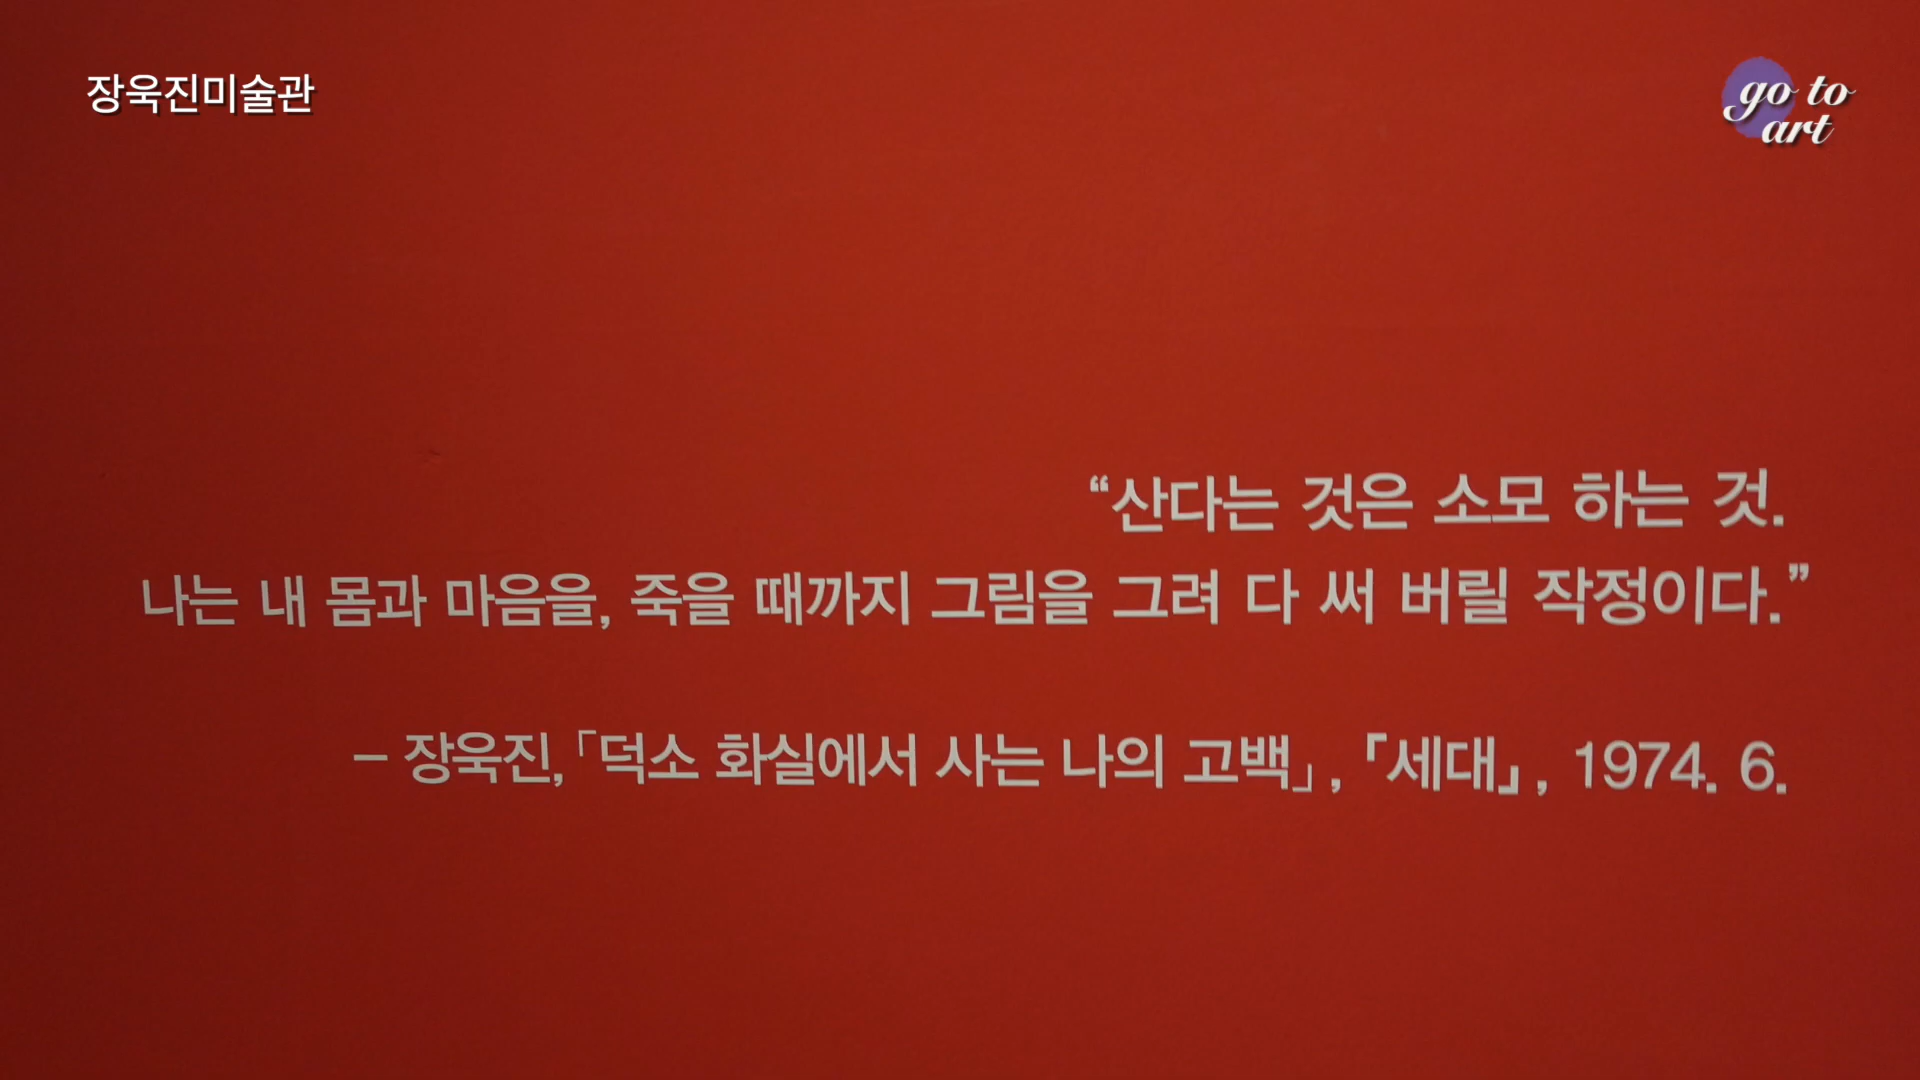 장욱진미술관
go to
art
“산다는 것은 소모 하는 것.
나는 내 몸과 마음을, 죽을 때까지 그림을 그려 다 써 버릴 작정이다.”
– 장욱진, 「덕소 화실에서 사는 나의 고백」, 『세대』, 1974. 6.